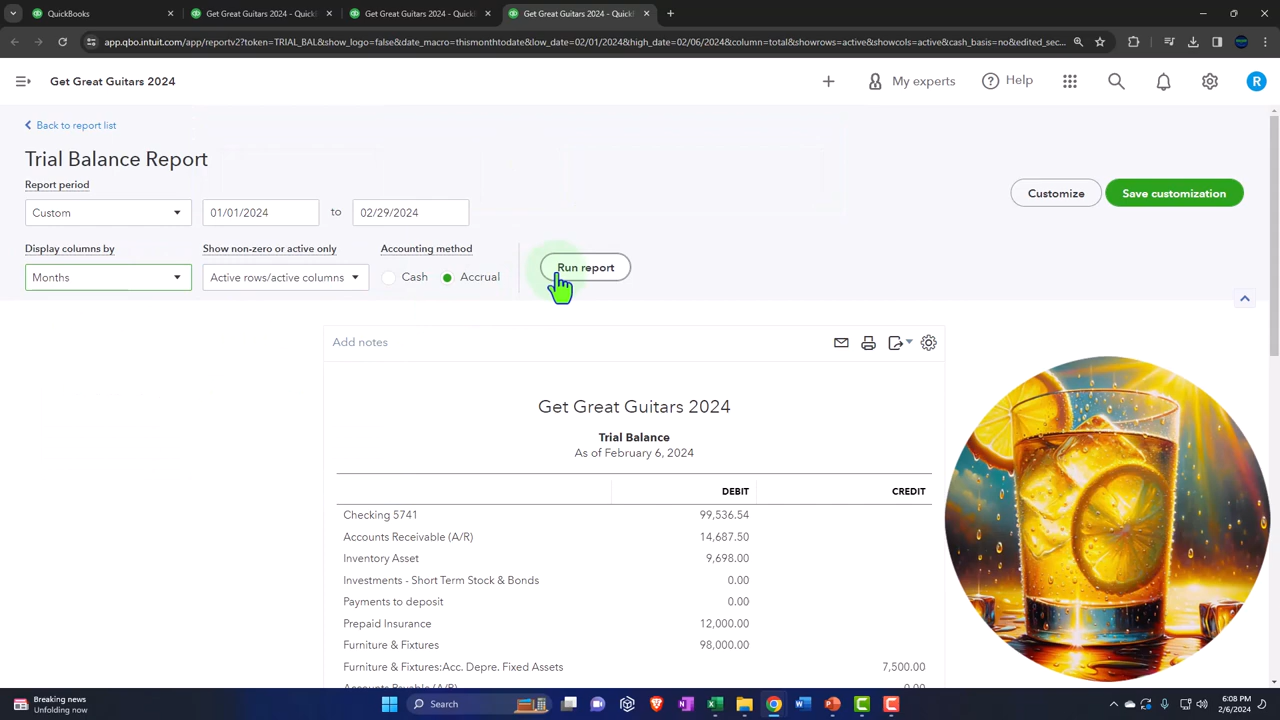 QuickBooks
Get Great Guitars 2024 - QuickB
Get Great Guitars 2024 - QuickB
Get Great Guitars 2024 - QuickB
app.qbo.intuit.com/app/reportv2?token=TRIAL_BAL&show_logo=false&date_macro=thismonthtodate&low_date=02/01/2024&high_date=02/06/2024&column=total&showrows=active&showcols=active&cash_basis=no&edited_sec...
Get Great Guitars 2024
My experts
Help
R
Back to report list
Trial Balance Report
Report period
Custom
01/01/2024
to
02/29/2024
Customize
Save customization
Display columns by
Show non-zero or active only
Accounting method
Months
Active rows/active columns
Cash
Accrual
Run report
Add notes
Get Great Guitars 2024
Trial Balance
As of February 6, 2024
DEBIT CREDIT
Checking 5741 99,536.54
Accounts Receivable (A/R) 14,687.50
Inventory Asset 9,698.00
Investments - Short Term Stock & Bonds 0.00
Payments to deposit 0.00
Prepaid Insurance 12,000.00
Furniture & Fixtures 98,000.00
Furniture & Fixtures:Acc. Depre. Fixed Assets 7,500.00
Accounts Payable (A/P) 0.00
Breaking news
Unfolding now
Search
6:08 PM
2/6/2024